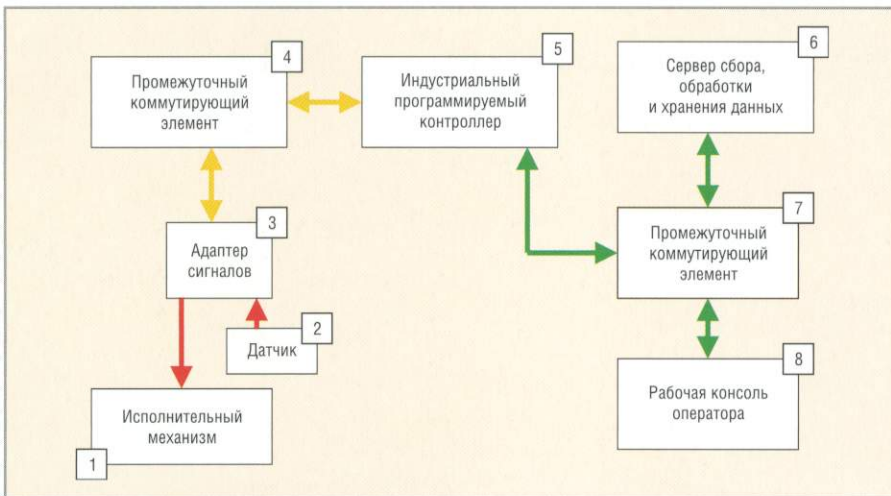 4
Промежуточный
коммутирующий
элемент
5
Индустриальный
программируемый
контроллер
6
Сервер сбора,
обработки
и хранения данных
3
Адаптер
сигналов
7
Промежуточный
коммутирующий
элемент
2
Датчик
8
Рабочая консоль
оператора
Исполнительный
механизм
1